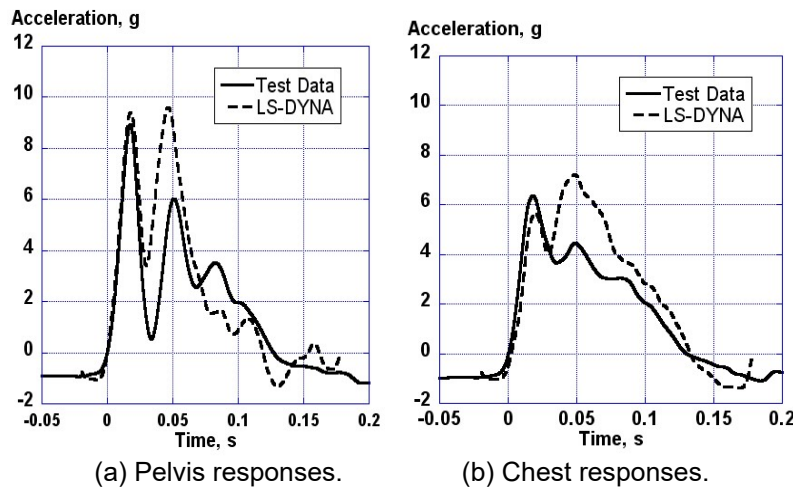 Acceleration, g
12
10
8
6
4
2
0
-2
-0.05 0 0.05 0.1 0.15 0.2
Time, s
Test Data
LS-DYNA
(a) Pelvis responses.
Acceleration, g
12
10
8
6
4
2
0
-2
-0.05 0 0.05 0.1 0.15 0.2
Time, s
Test Data
LS-DYNA
(b) Chest responses.